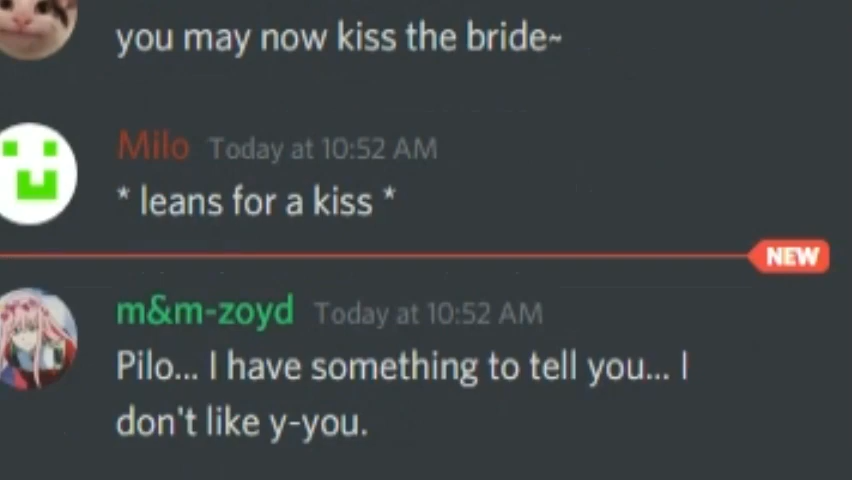 you may now kiss the bride~
Milo Today at 10:52 AM
* leans for a kiss *
NEW
m&m-zoyd Today at 10:52 AM
Pilo... I have something to tell you... I
don't like y-you.